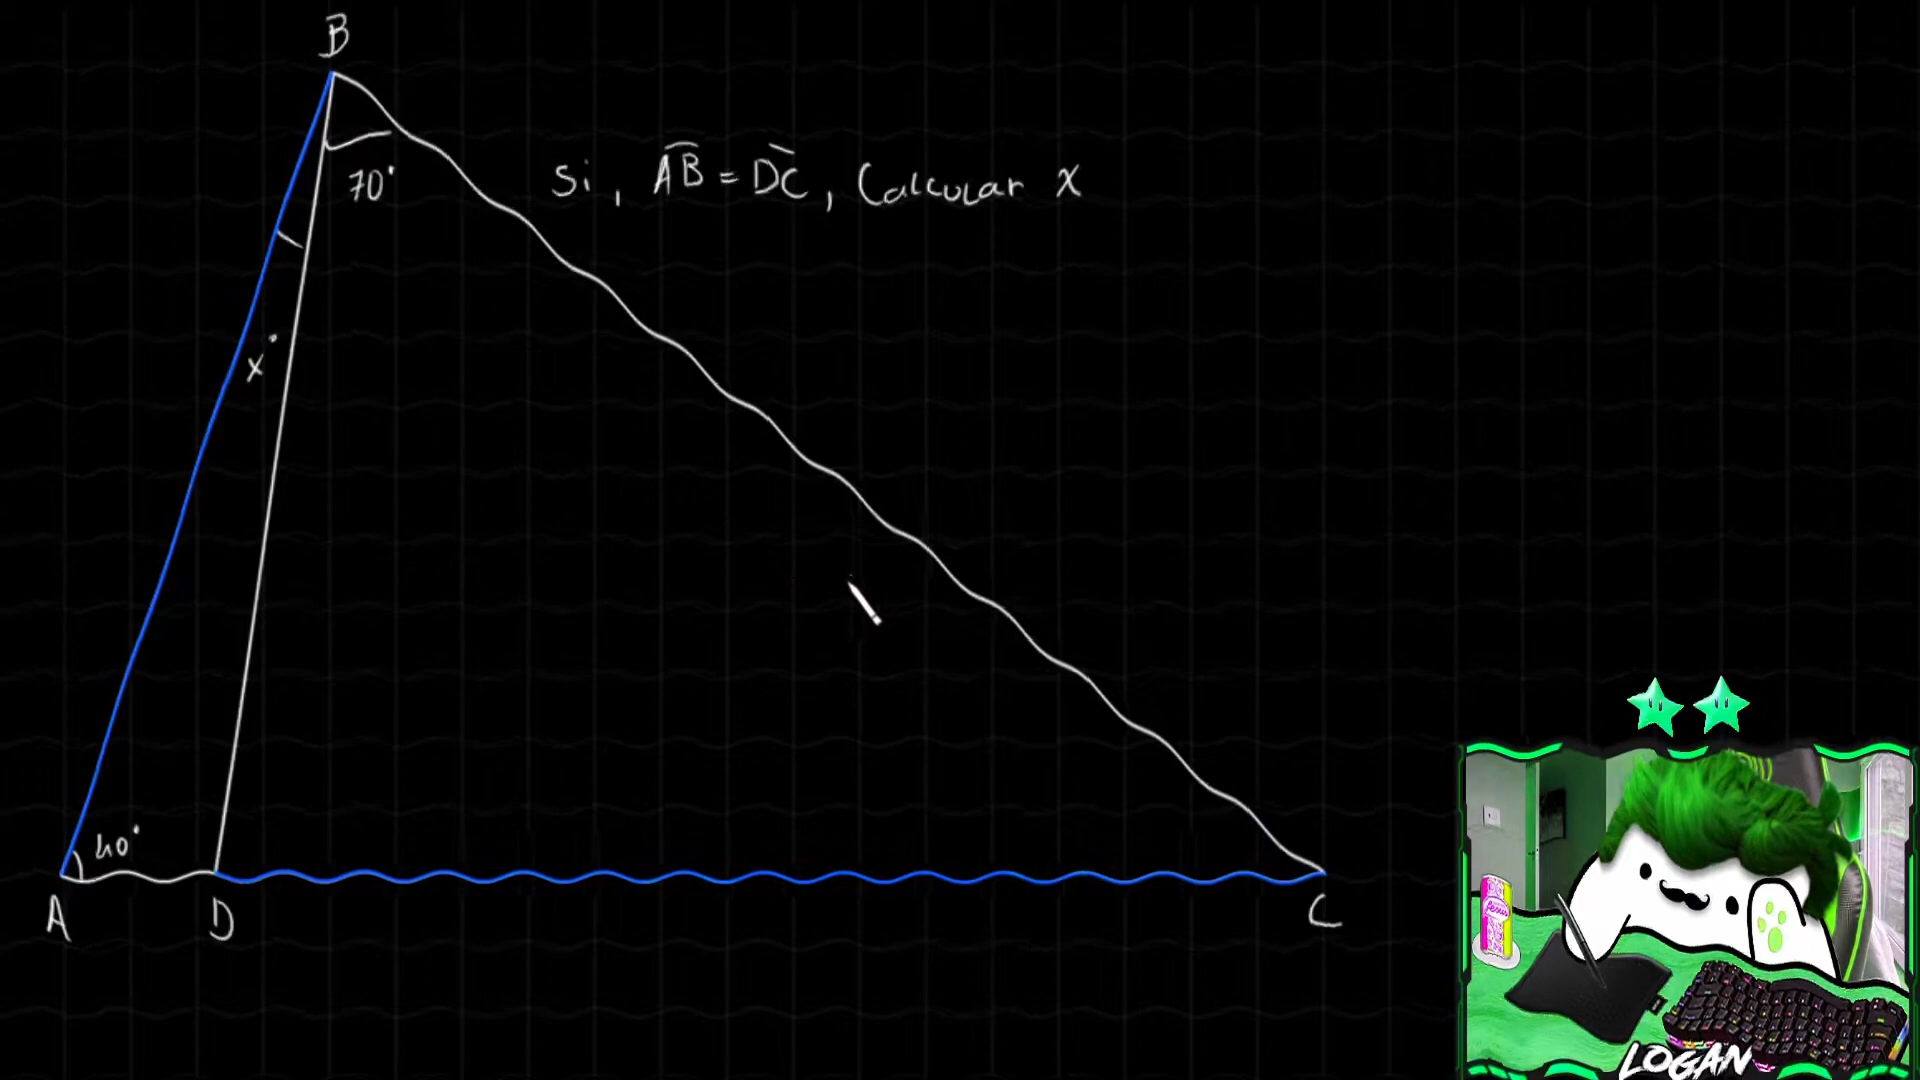 B
70°
Si, AB = DC, Calcular x
x°
40°
A
D
C
LOGAN